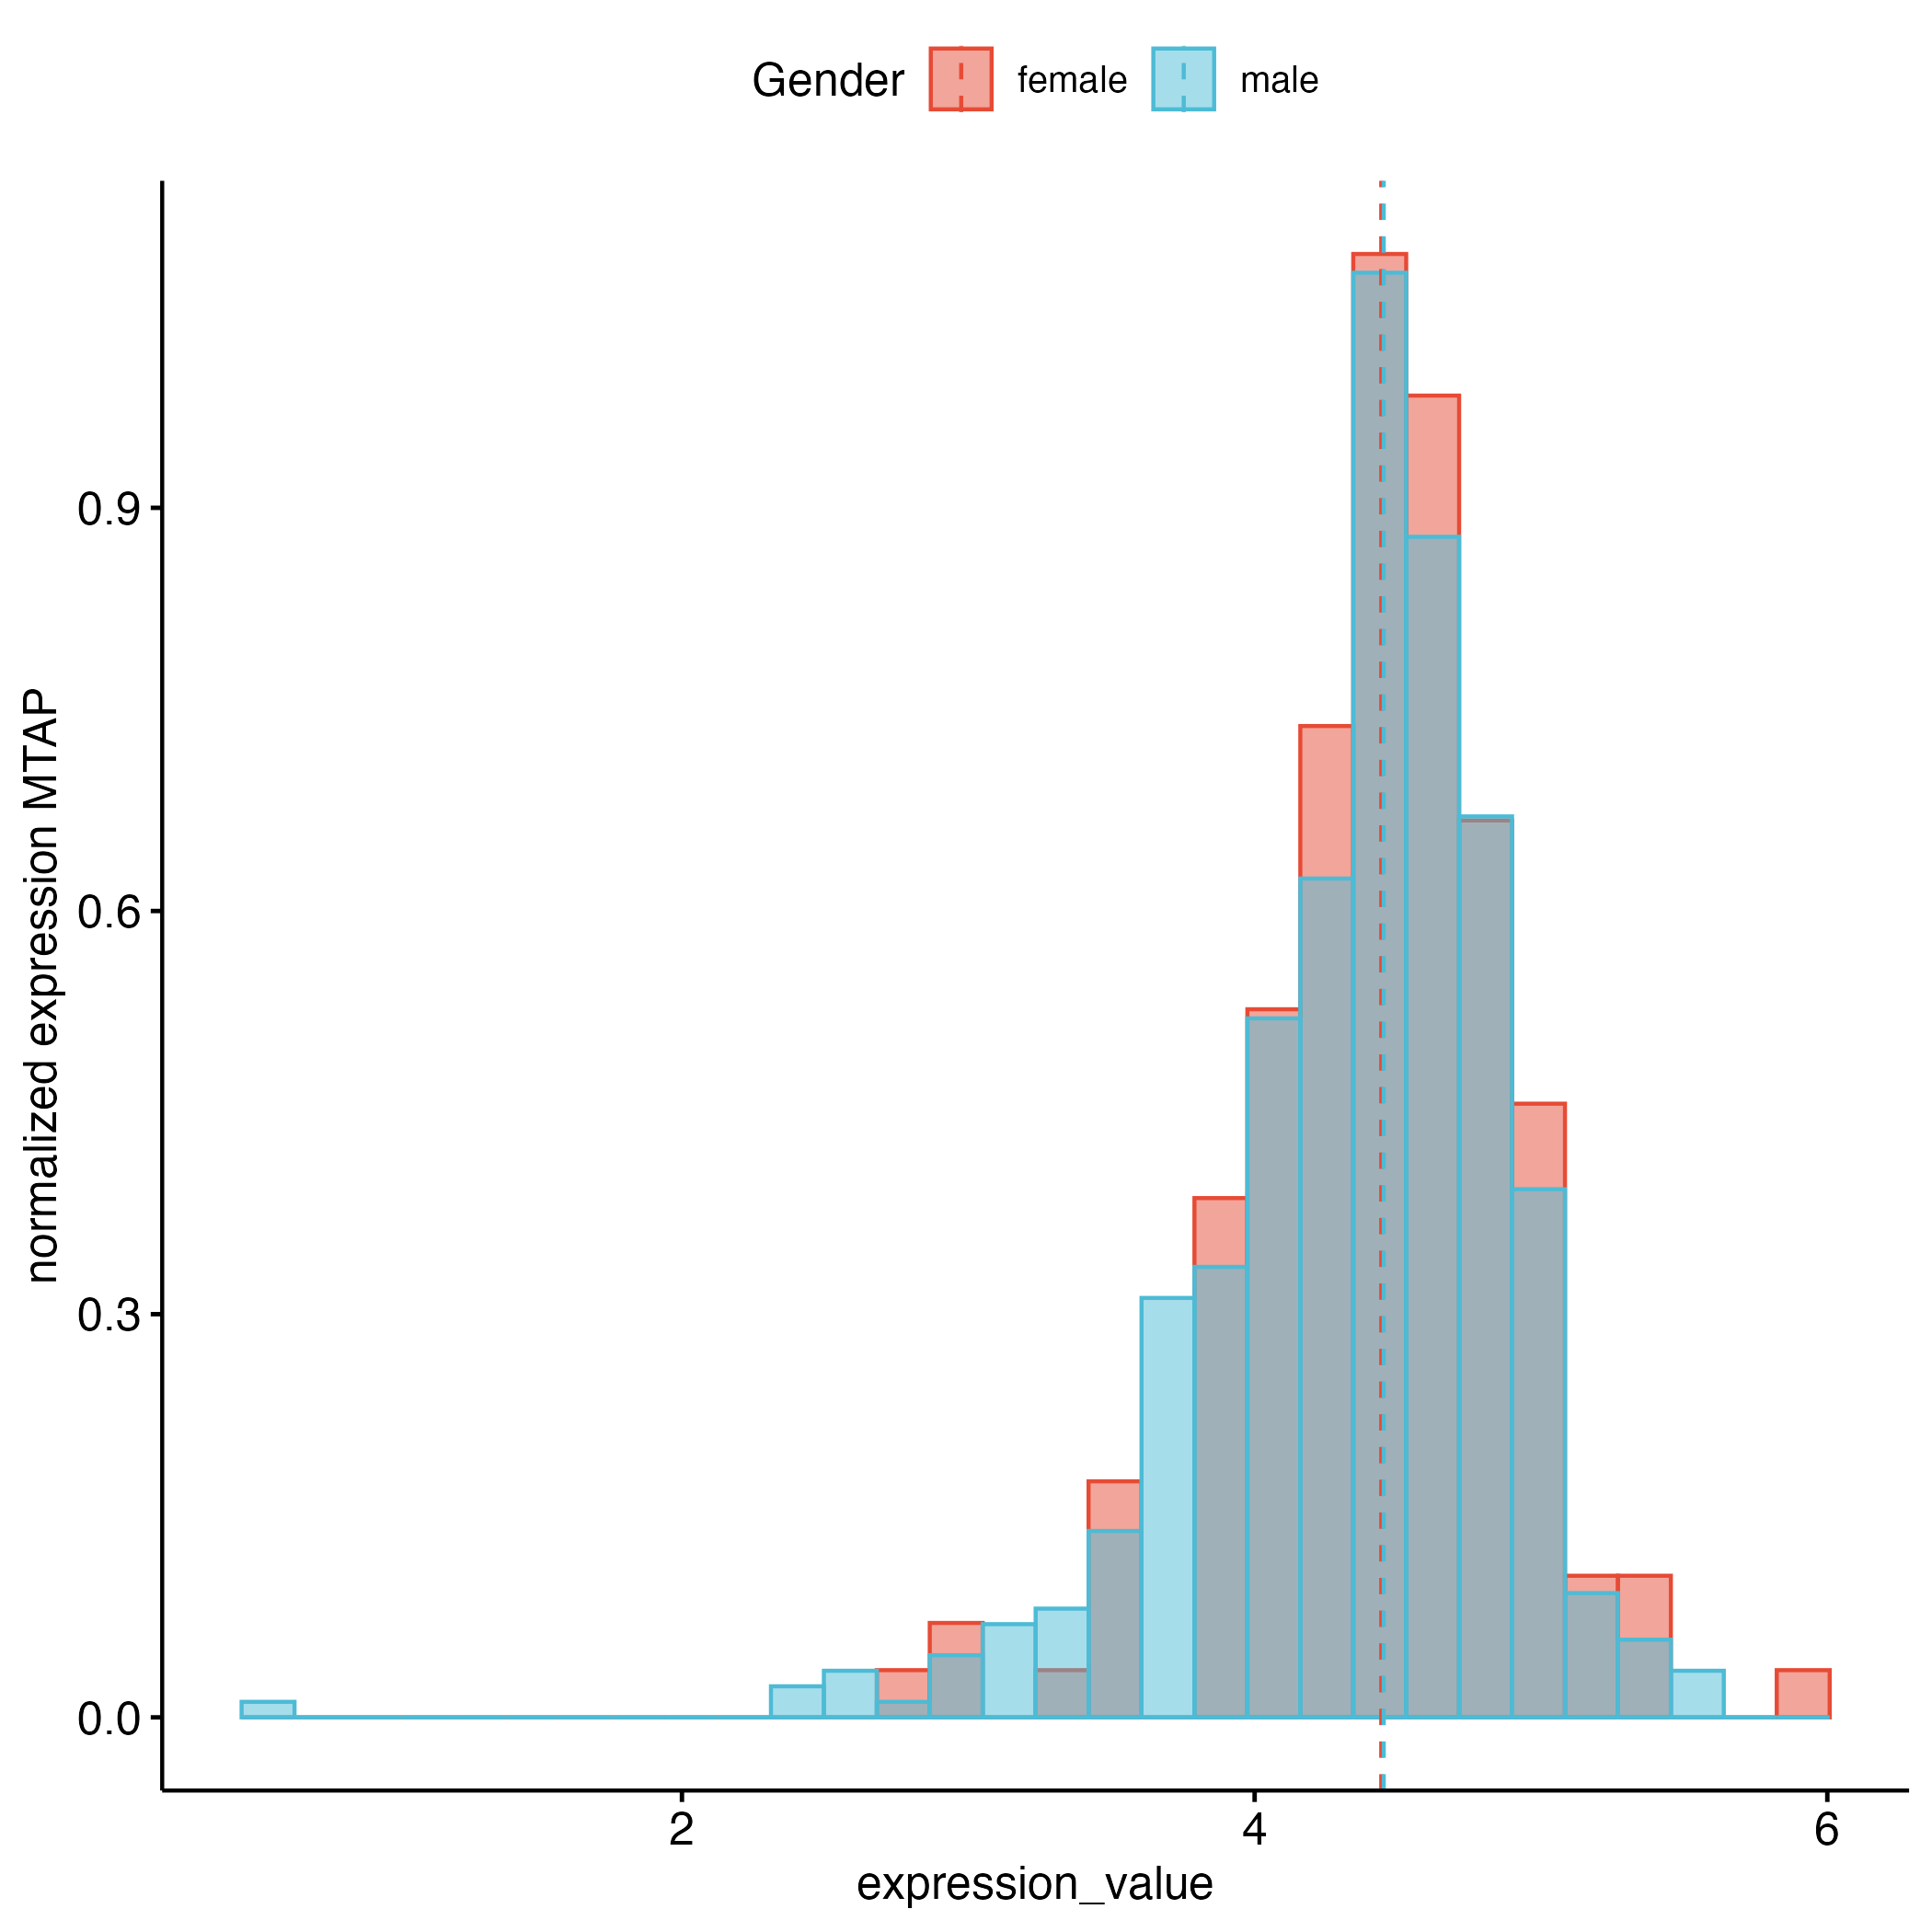 Gender female male
normalized expression MTAP
0.9
0.6
0.3
0.0
2 4 6
expression_value